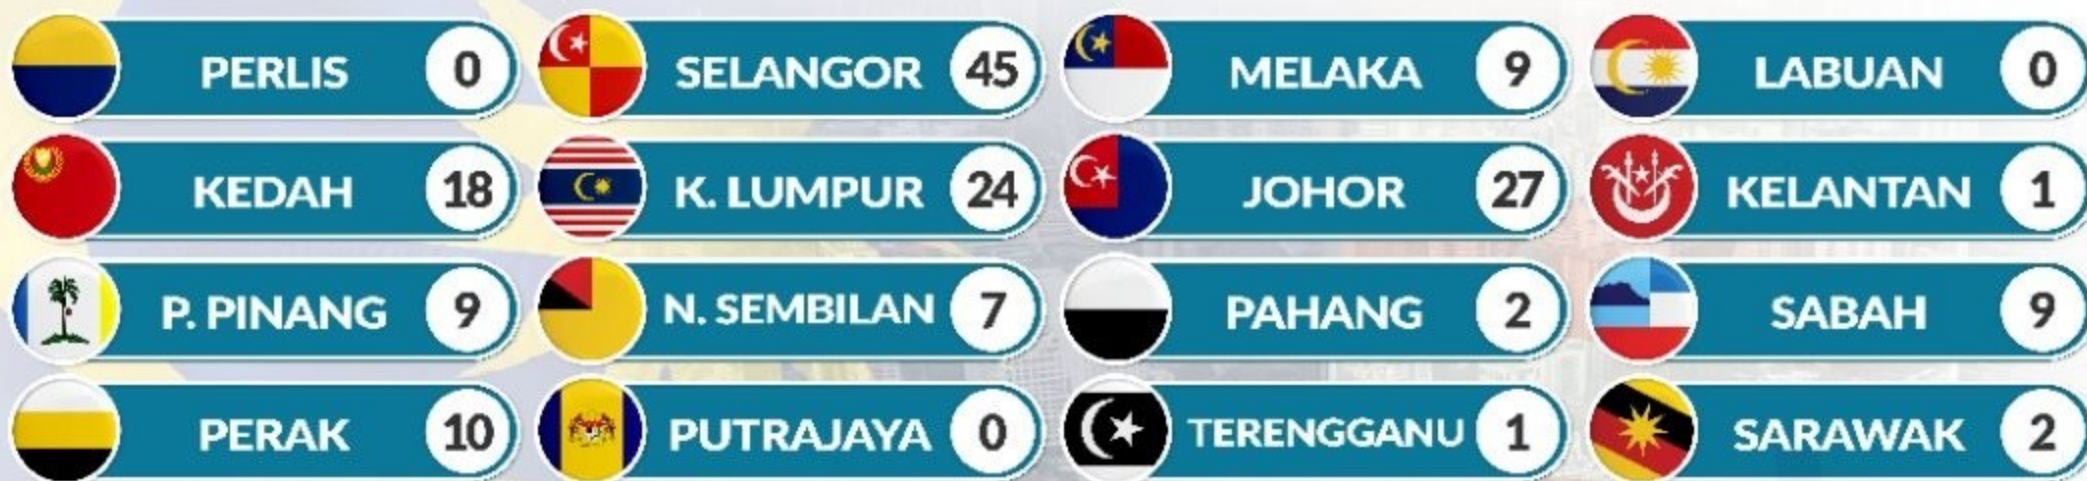 PERLIS 0
KEDAH 18
P. PINANG 9
PERAK 10
SELANGOR 45
K. LUMPUR 24
N. SEMBILAN 7
PUTRAJAYA 0
MELAKA 9
JOHOR 27
PAHANG 2
TERENGGANU 1
LABUAN 0
KELANTAN 1
SABAH 9
SARAWAK 2